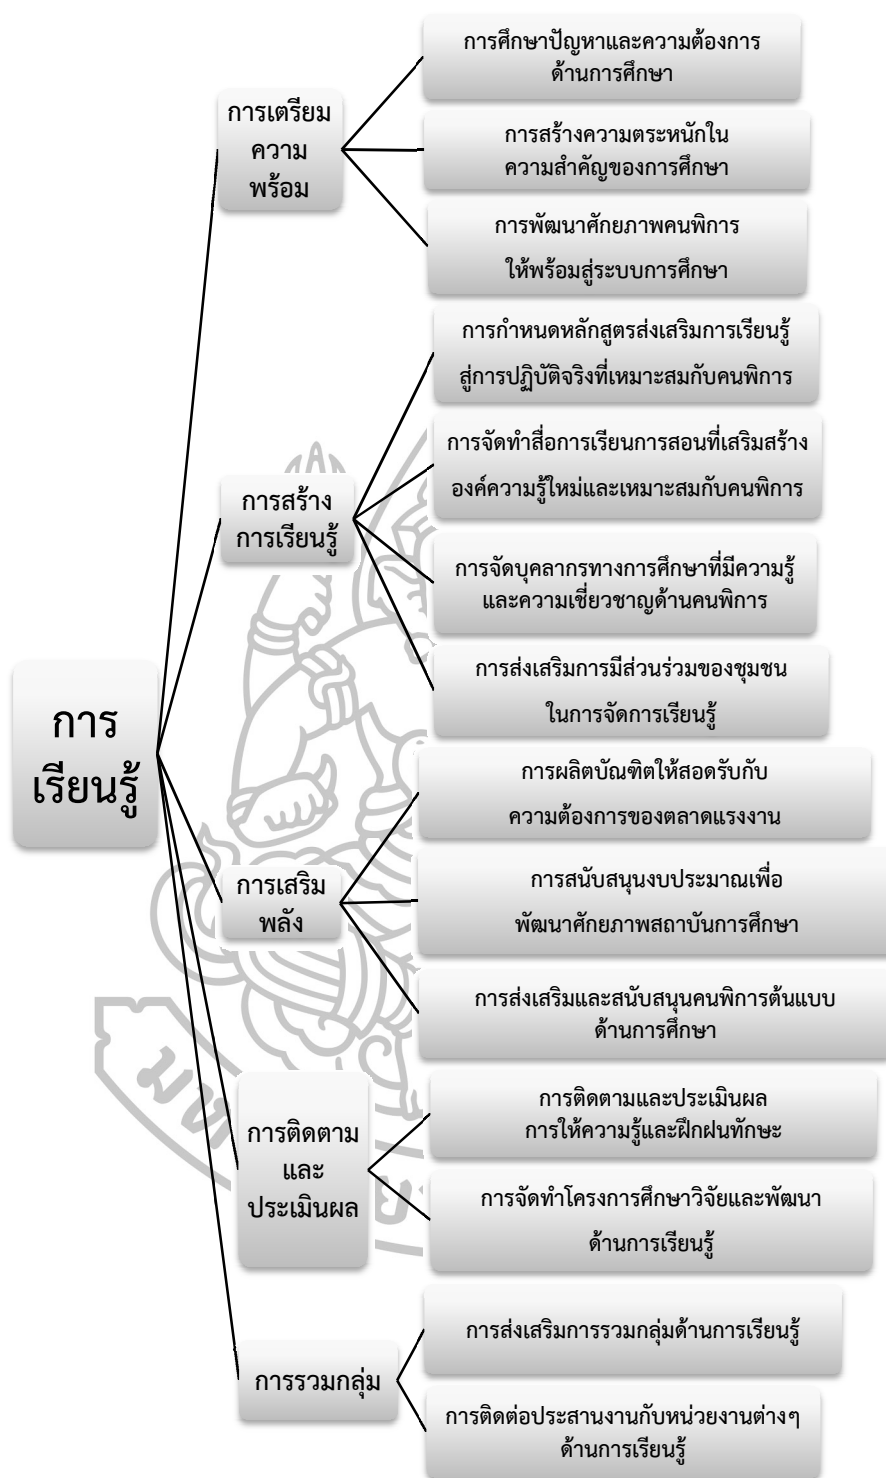 การศึกษาปัญหาและความต้องการ
ด้านการศึกษา
การเตรียม
ความ
พร้อม
การสร้างความตระหนักใน
ความสำคัญของการศึกษา
การพัฒนาศักยภาพคนพิการ
ให้พร้อมสู่ระบบการศึกษา
การกำหนดหลักสูตรส่งเสริมการเรียนรู้
สู่การปฏิบัติจริงที่เหมาะสมกับคนพิการ
การจัดทำสื่อการเรียนการสอนที่เสริมสร้าง
องค์ความรู้ใหม่และเหมาะสมกับคนพิการ
การสร้าง
การเรียนรู้
การจัดบุคลากรทางการศึกษาที่มีความรู้
และความเชี่ยวชาญด้านคนพิการ
การส่งเสริมการมีส่วนร่วมของชุมชน
ในการจัดการเรียนรู้
การ
เรียนรู้
การผลิตบัณฑิตให้สอดรับกับ
ความต้องการของตลาดแรงงาน
การเสริม
พลัง
การสนับสนุนงบประมาณเพื่อ
พัฒนาศักยภาพสถาบันการศึกษา
การส่งเสริมและสนับสนุนคนพิการต้นแบบ
ด้านการศึกษา
การติดตาม
และ
ประเมินผล
การติดตามและประเมินผล
การให้ความรู้และฝึกฝนทักษะ
การจัดทำโครงการศึกษาวิจัยและพัฒนา
ด้านการเรียนรู้
การรวมกลุ่ม
การส่งเสริมการรวมกลุ่มด้านการเรียนรู้
การติดต่อประสานงานกับหน่วยงานต่างๆ
ด้านการเรียนรู้